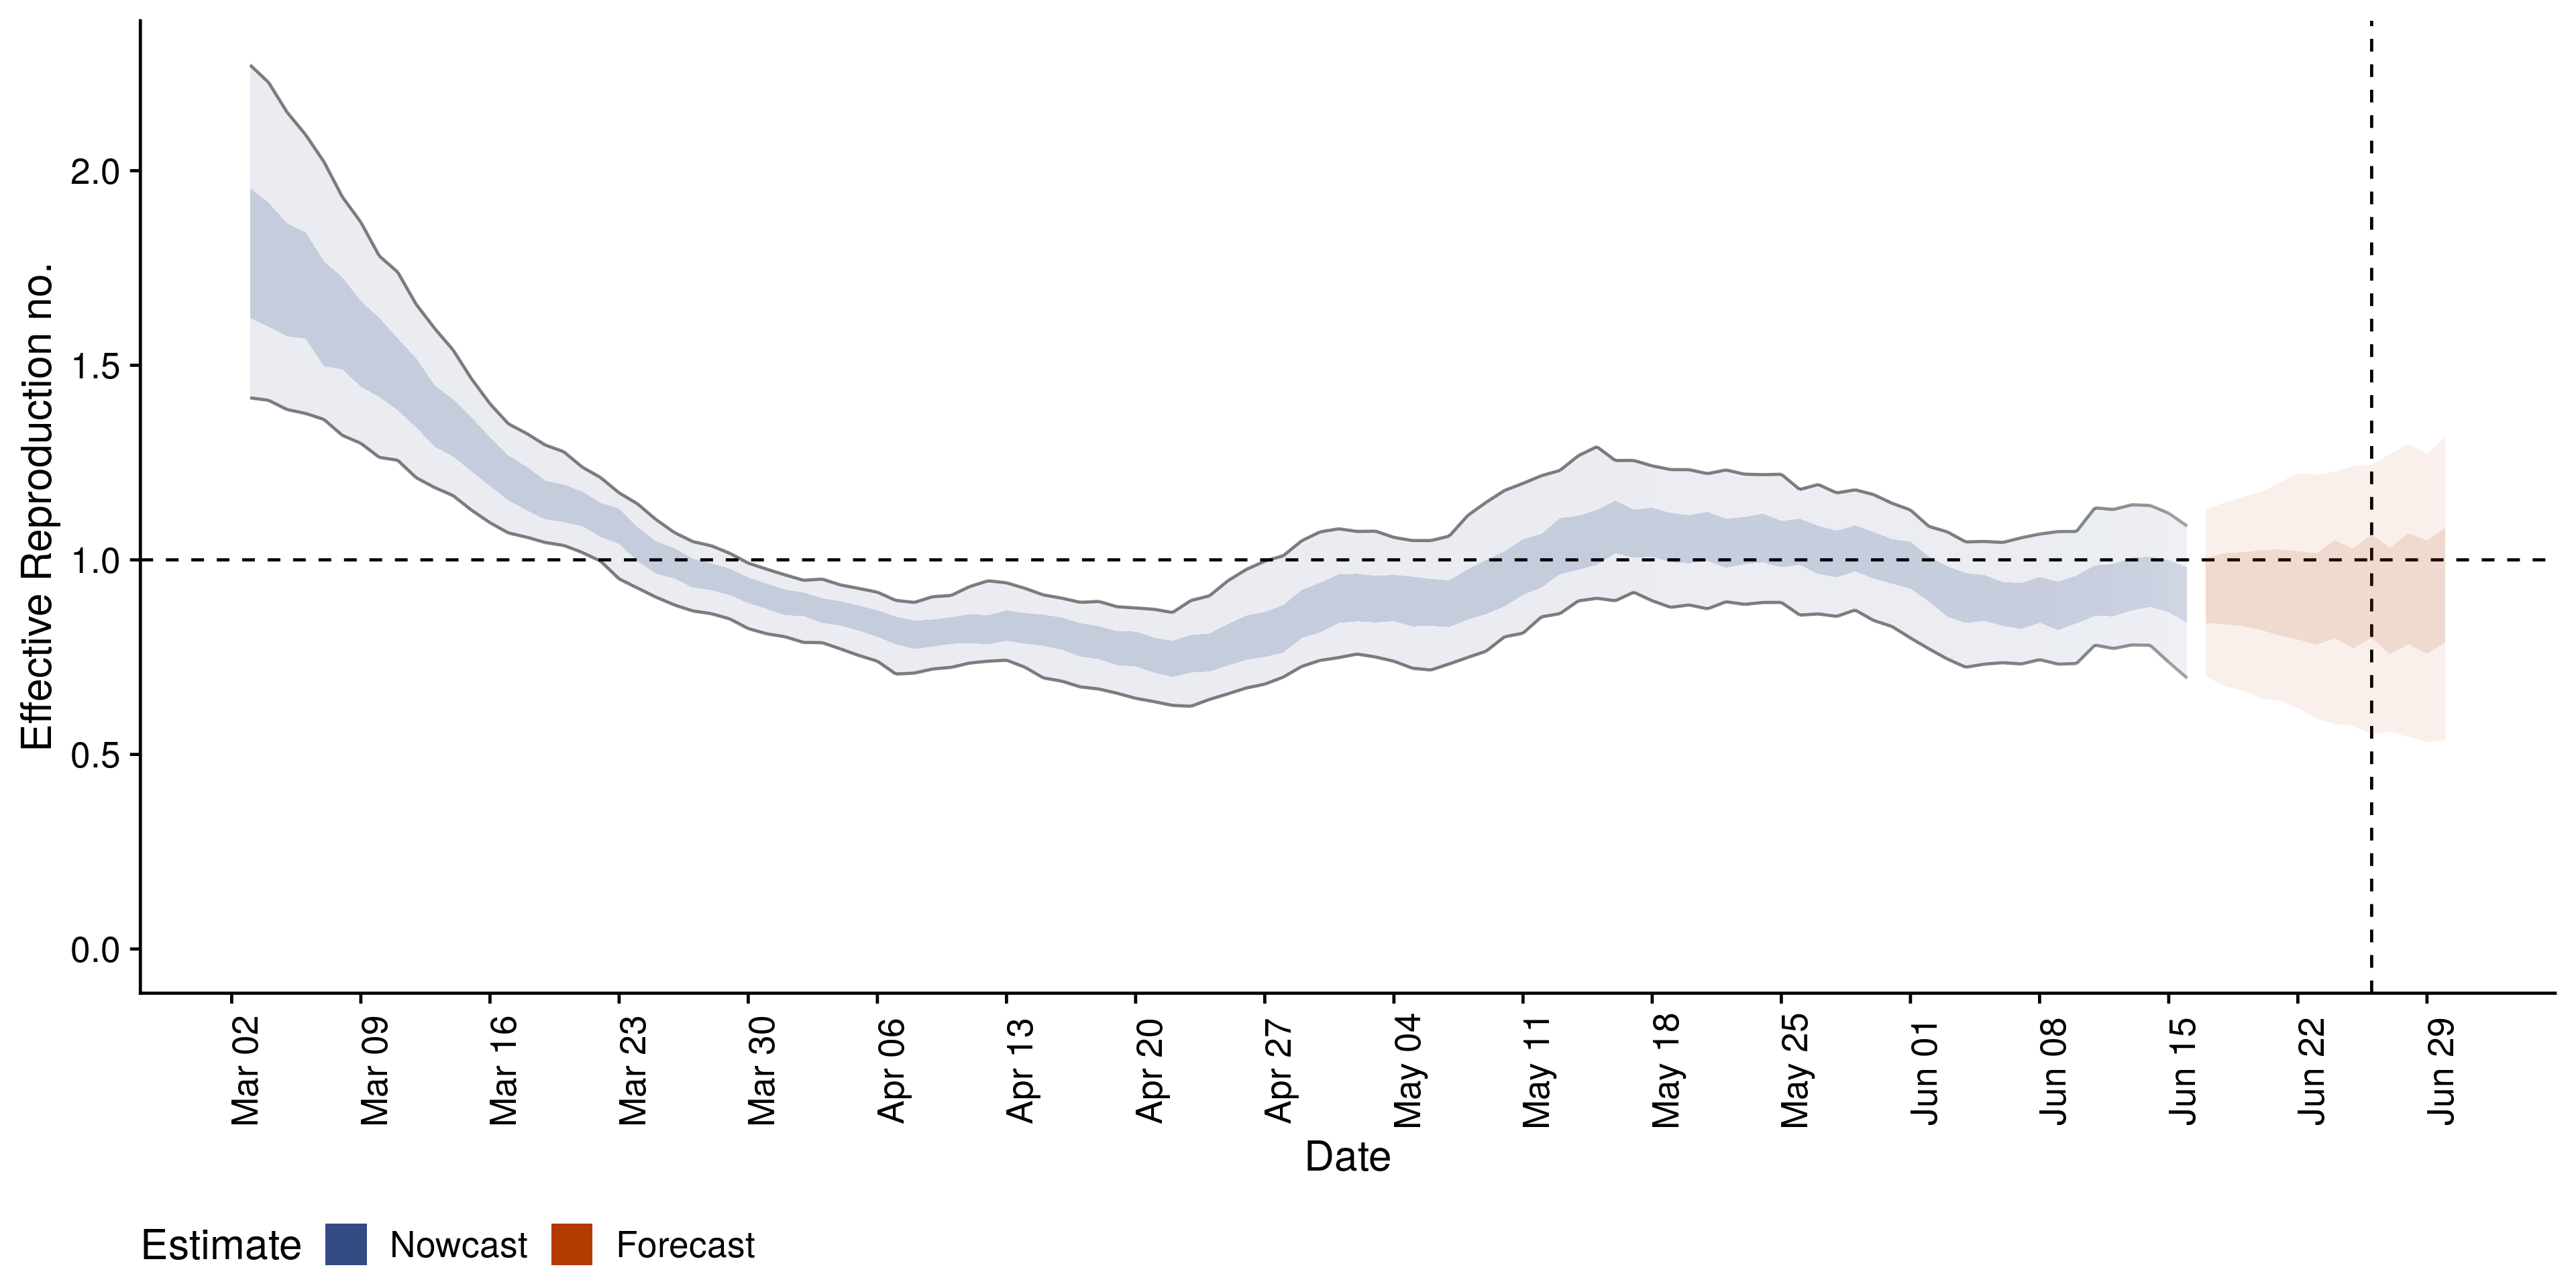 Effective Reproduction no.
2.0
1.5
1.0
0.5
0.0
Mar 02
Mar 09
Mar 16
Mar 23
Mar 30
Apr 06
Apr 13
Apr 20
Apr 27
May 04
May 11
May 18
May 25
Jun 01
Jun 08
Jun 15
Jun 22
Jun 29
Date
Estimate Nowcast Forecast